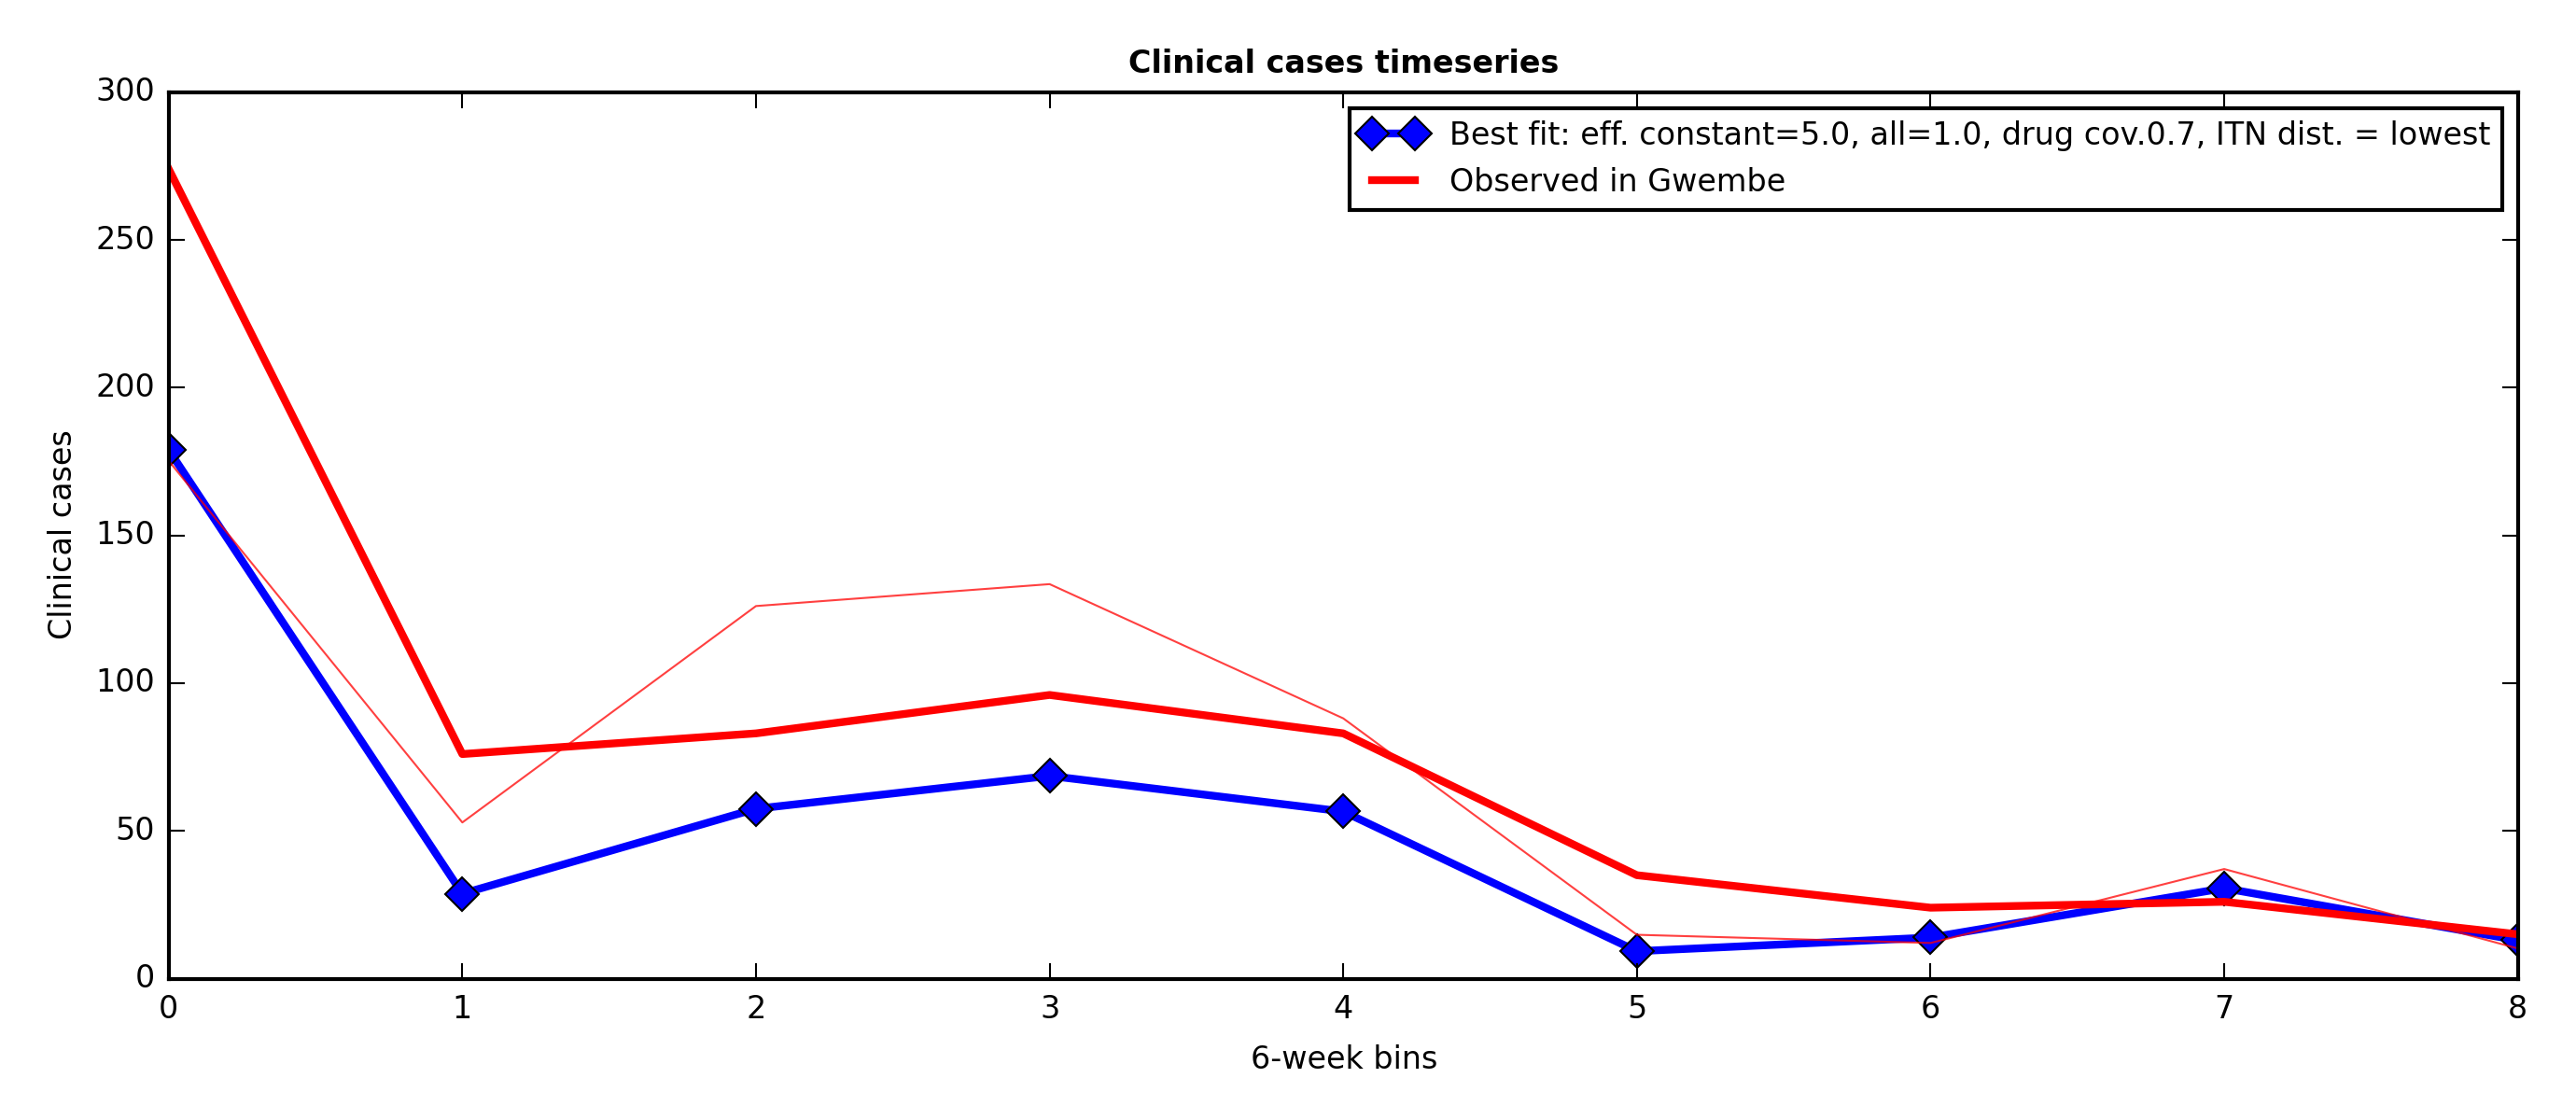 Clinical cases timeseries
300
250
200
150
100
50
0
Clinical cases
Best fit: eff. constant=5.0, all=1.0, drug cov.0.7, ITN dist. = lowest
Observed in Gwembe
0 1 2 3 4 5 6 7 8
6-week bins